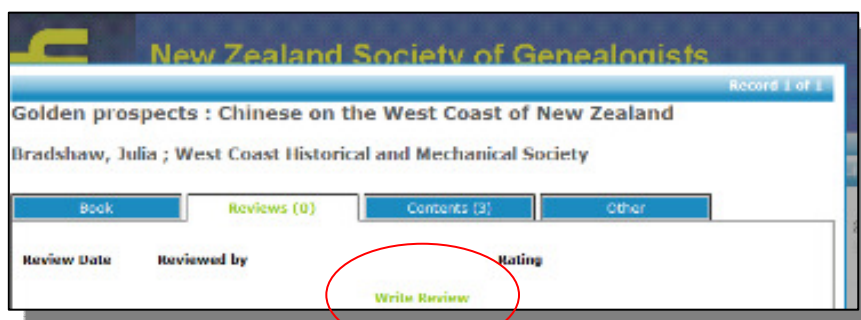 New Zealand Society of Genealogists
Record 1 of 1
Golden prospects : Chinese on the West Coast of New Zealand
Bradshaw, Julia ; West Coast Historical and Mechanical Society
Book Reviews (0) Contents (3) Other
Review Date Reviewed by Rating
Write Review